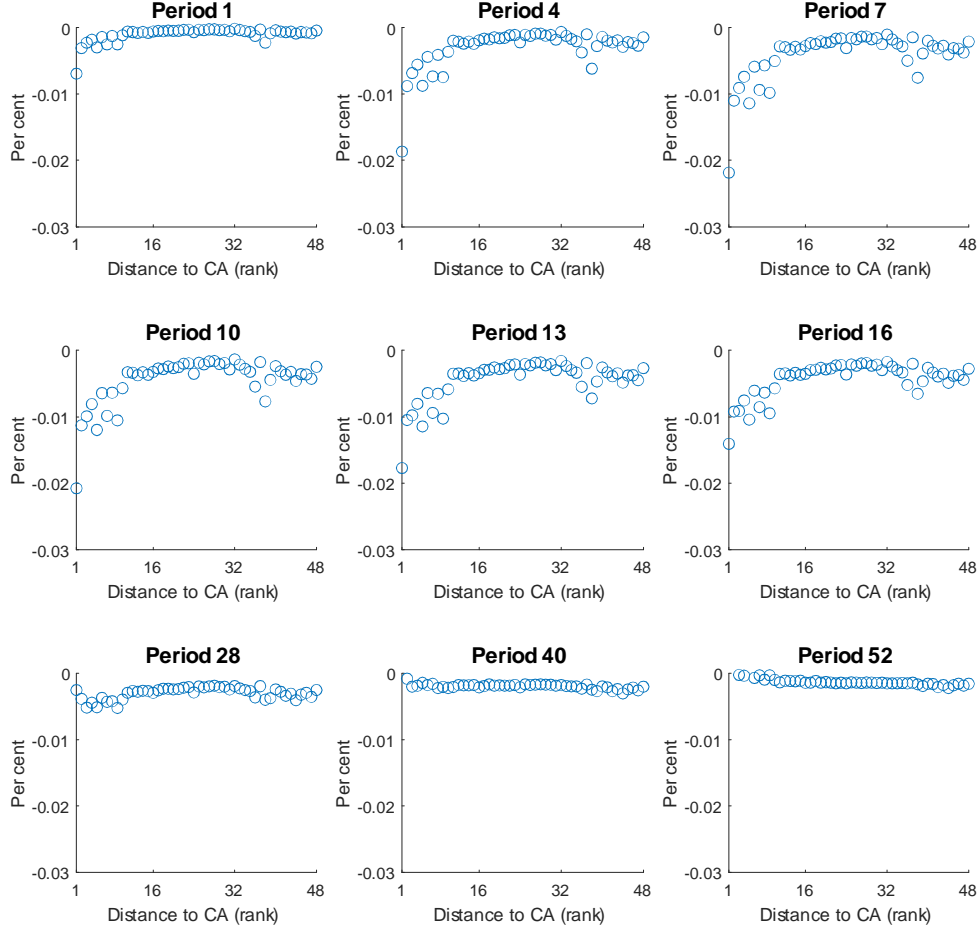 Period 1
Period 4
Period 7
0
-0.01
-0.02
-0.03
Per cent
1
16
32
48
Distance to CA (rank)
0
-0.01
-0.02
-0.03
Per cent
1
16
32
48
Distance to CA (rank)
0
-0.01
-0.02
-0.03
Per cent
1
16
32
48
Distance to CA (rank)
Period 10
Period 13
Period 16
0
-0.01
-0.02
-0.03
Per cent
1
16
32
48
Distance to CA (rank)
0
-0.01
-0.02
-0.03
Per cent
1
16
32
48
Distance to CA (rank)
0
-0.01
-0.02
-0.03
Per cent
1
16
32
48
Distance to CA (rank)
Period 28
Period 40
Period 52
0
-0.01
-0.02
-0.03
Per cent
1
16
32
48
Distance to CA (rank)
0
-0.01
-0.02
-0.03
Per cent
1
16
32
48
Distance to CA (rank)
0
-0.01
-0.02
-0.03
Per cent
1
16
32
48
Distance to CA (rank)